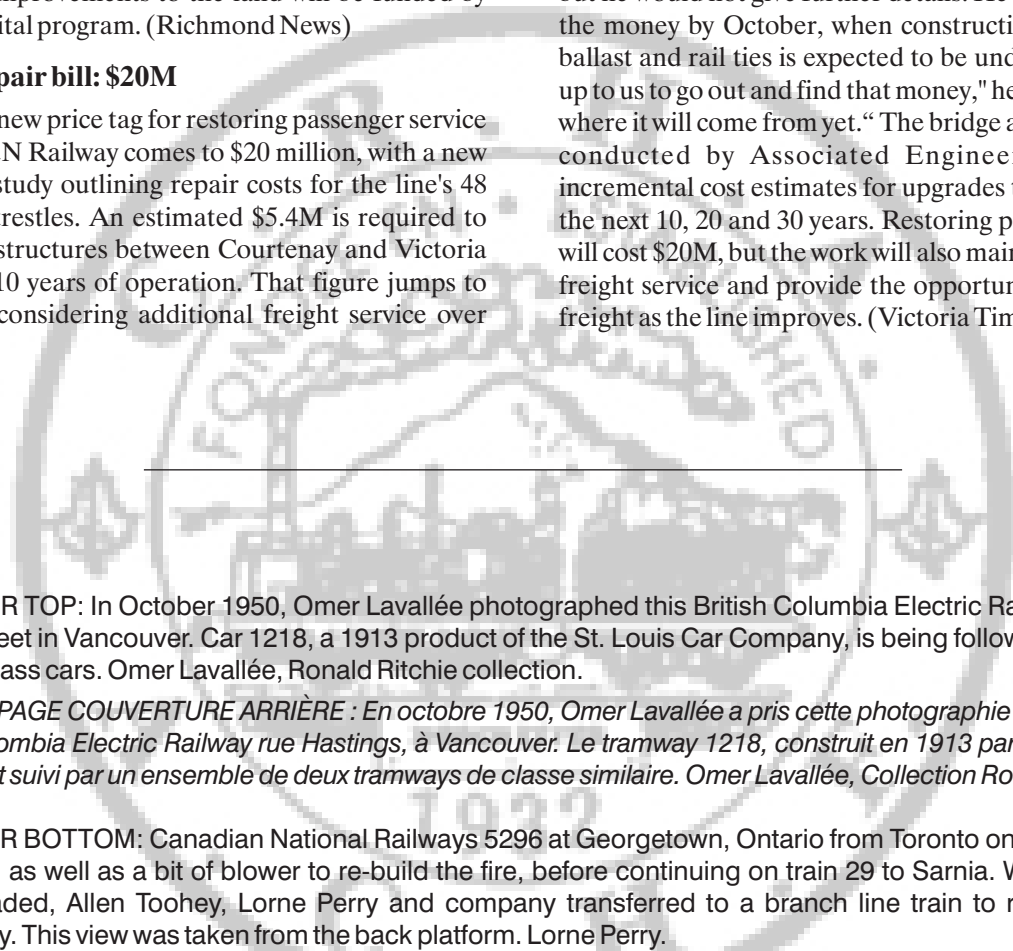 mprovements to the land will be funded by
ital program. (Richmond News)
pair bill: $20M
new price tag for restoring passenger service
N Railway comes to $20 million, with a new
study outlining repair costs for the line's 48
restles. An estimated $5.4M is required to
structures between Courtenay and Victoria
10 years of operation. That figure jumps to
considering additional freight service over
but he would not give further details. He
the money by October, when constructi
ballast and rail ties is expected to be und
up to us to go out and find that money," he
where it will come from yet.“ The bridge a
conducted by Associated Engineer
incremental cost estimates for upgrades t
the next 10, 20 and 30 years. Restoring p
will cost $20M, but the work will also main
freight service and provide the opportun
freight as the line improves. (Victoria Tim
R TOP: In October 1950, Omer Lavallée photographed this British Columbia Electric Ra
eet in Vancouver. Car 1218, a 1913 product of the St. Louis Car Company, is being follow
ass cars. Omer Lavallée, Ronald Ritchie collection.
PAGE COUVERTURE ARRIÈRE : En octobre 1950, Omer Lavallée a pris cette photographie
ombia Electric Railway rue Hastings, à Vancouver. Le tramway 1218, construit en 1913 par
t suivi par un ensemble de deux tramways de classe similaire. Omer Lavallée, Collection Ro
1932
R BOTTOM: Canadian National Railways 5296 at Georgetown, Ontario from Toronto on
as well as a bit of blower to re-build the fire, before continuing on train 29 to Sarnia. W
aded, Allen Toohey, Lorne Perry and company transferred to a branch line train to r
y. This view was taken from the back platform. Lorne Perry.